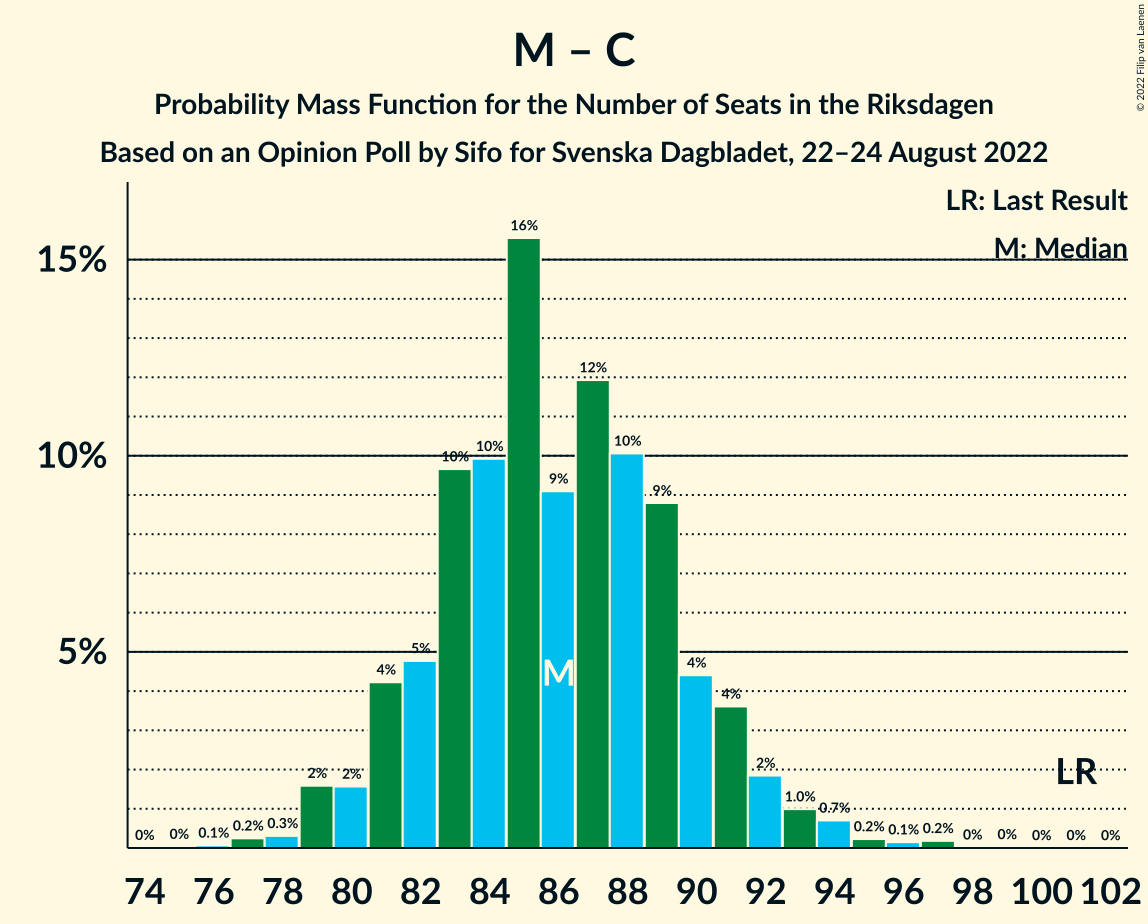 M – C
Probability Mass Function for the Number of Seats in the Riksdagen
Based on an Opinion Poll by Sifo for Svenska Dagbladet, 22–24 August 2022
© 2022 Filip van Laenen
LR: Last Result
M: Median
15%
10%
5%
0% 0% 0.1% 0.2% 0.3% 2% 2% 4% 5% 10% 10% 16% 9% 12% 10% 9% 4% 4% 2% 1.0% 0.7% 0.2% 0.1% 0.2% 0% 0% 0% 0% 0%
M
LR
74 76 78 80 82 84 86 88 90 92 94 96 98 100 102